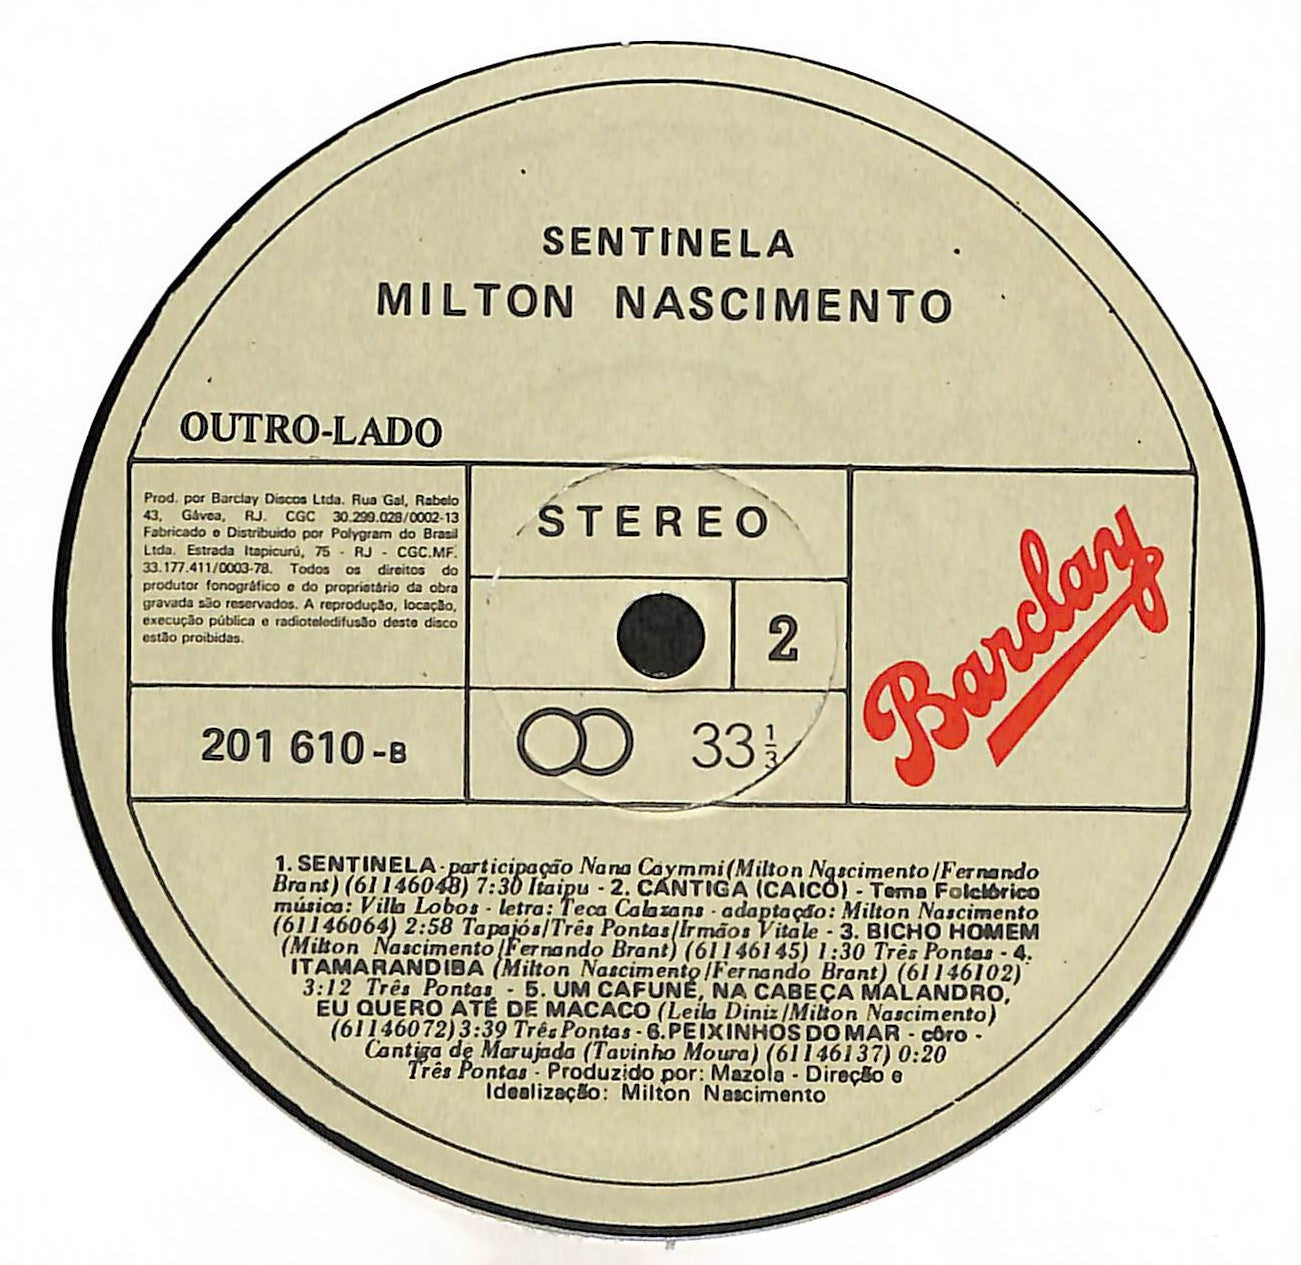 SENTINELA
MILTON NASCIMENTO
OUTRO-LADO
Prod. por Barclay Discos Ltda. Rua Gal, Rabelo
43, Gávea, RJ. CGC 30.299.028/0002-13
Fabricado e Distribuido por Polygram do Brasil
Ltda. Estrada Itapicurú, 75 - RJ - CGC.MF.
33.177.411/0003-78. Todos os direitos do
produtor fonográfico e do proprietário da obra
gravada são reservados. A reprodução, locação,
execução pública e radioteledifusão deste disco
estão proibidas.
STEREO
2
201 610-B
33 1/3
Barclay
1. SENTINELA - participação Nana Caymmi (Milton Nascimento/Fernando
Brant) (61146048) 7:30 Itaipu - 2. CANTIGA (CAICÓ) - Tema Folclórico
música: Villa Lobos - letra: Teca Calazans - adaptação: Milton Nascimento
(61146064) 2:58 Tapajós/Três Pontas/Irmãos Vitale - 3. BICHO HOMEM
(Milton Nascimento/Fernando Brant) (61146145) 1:30 Três Pontas - 4.
ITAMARANDIBA (Milton Nascimento/Fernando Brant) (61146102)
3:12 Três Pontas - 5. UM CAFUNÉ, NA CABEÇA MALANDRO,
EU QUERO ATÉ DE MACACO (Leila Diniz/Milton Nascimento)
(61146072) 3:39 Três Pontas - 6. PEIXINHOS DO MAR - côro -
Cantiga de Marujada (Tavinho Moura) (61146137) 0:20
Três Pontas - Produzido por: Mazola - Direção e
Idealização: Milton Nascimento